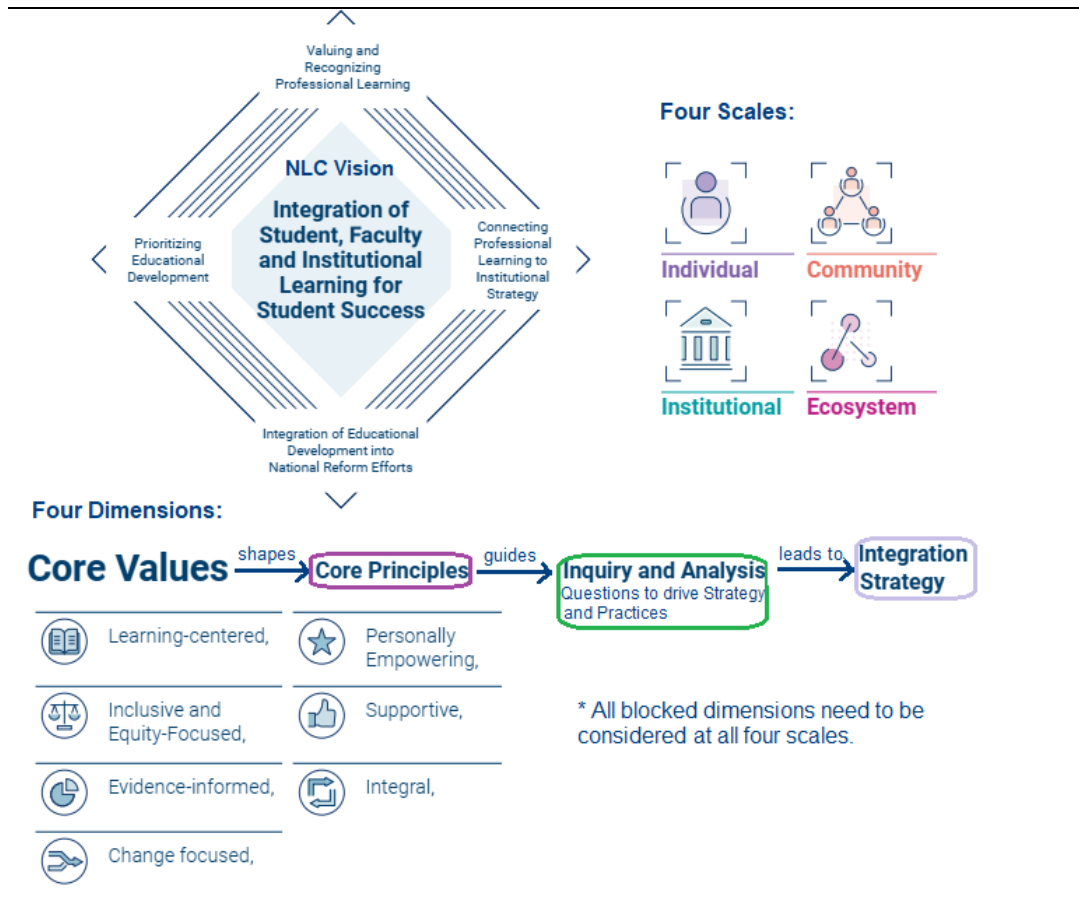 Valuing and
Recognizing
Professional Learning
NLC Vision
Integration of
Student, Faculty
and Institutional
Learning for
Student Success
Prioritizing
Educational
Development
Connecting
Professional
Learning to
Institutional
Strategy
Integration of Educational
Development into
National Reform Efforts
Four Scales:
Individual
Community
Institutional
Ecosystem
Four Dimensions:
Core Values
shapes
Core Principles
guides
Inquiry and Analysis
Questions to drive Strategy
and Practices
leads to
Integration
Strategy
Learning-centered,
Inclusive and
Equity-Focused,
Evidence-informed,
Change focused,
Personally
Empowering,
Supportive,
Integral,
* All blocked dimensions need to be
considered at all four scales.